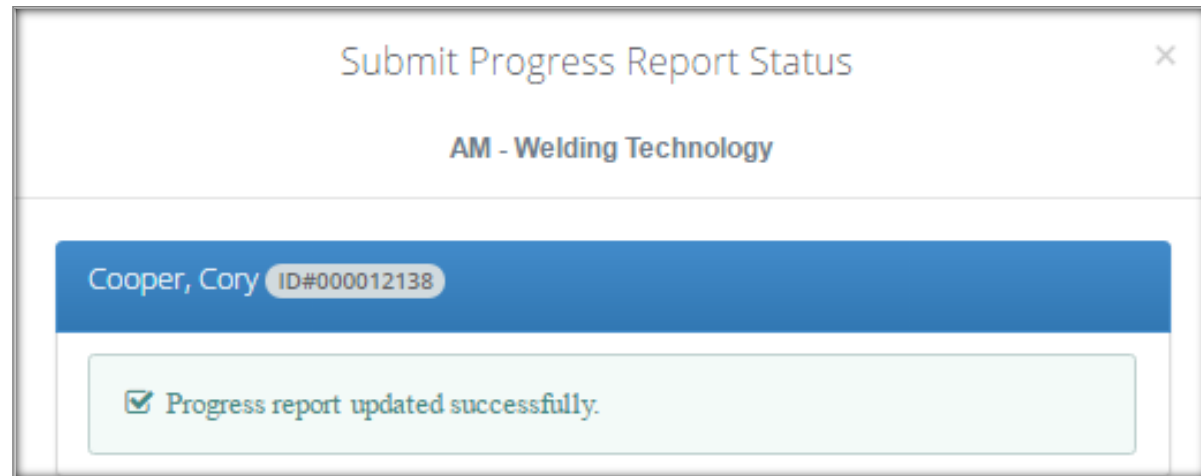 Submit Progress Report Status
×
AM - Welding Technology
Cooper, Cory ID#000012138
Progress report updated successfully.